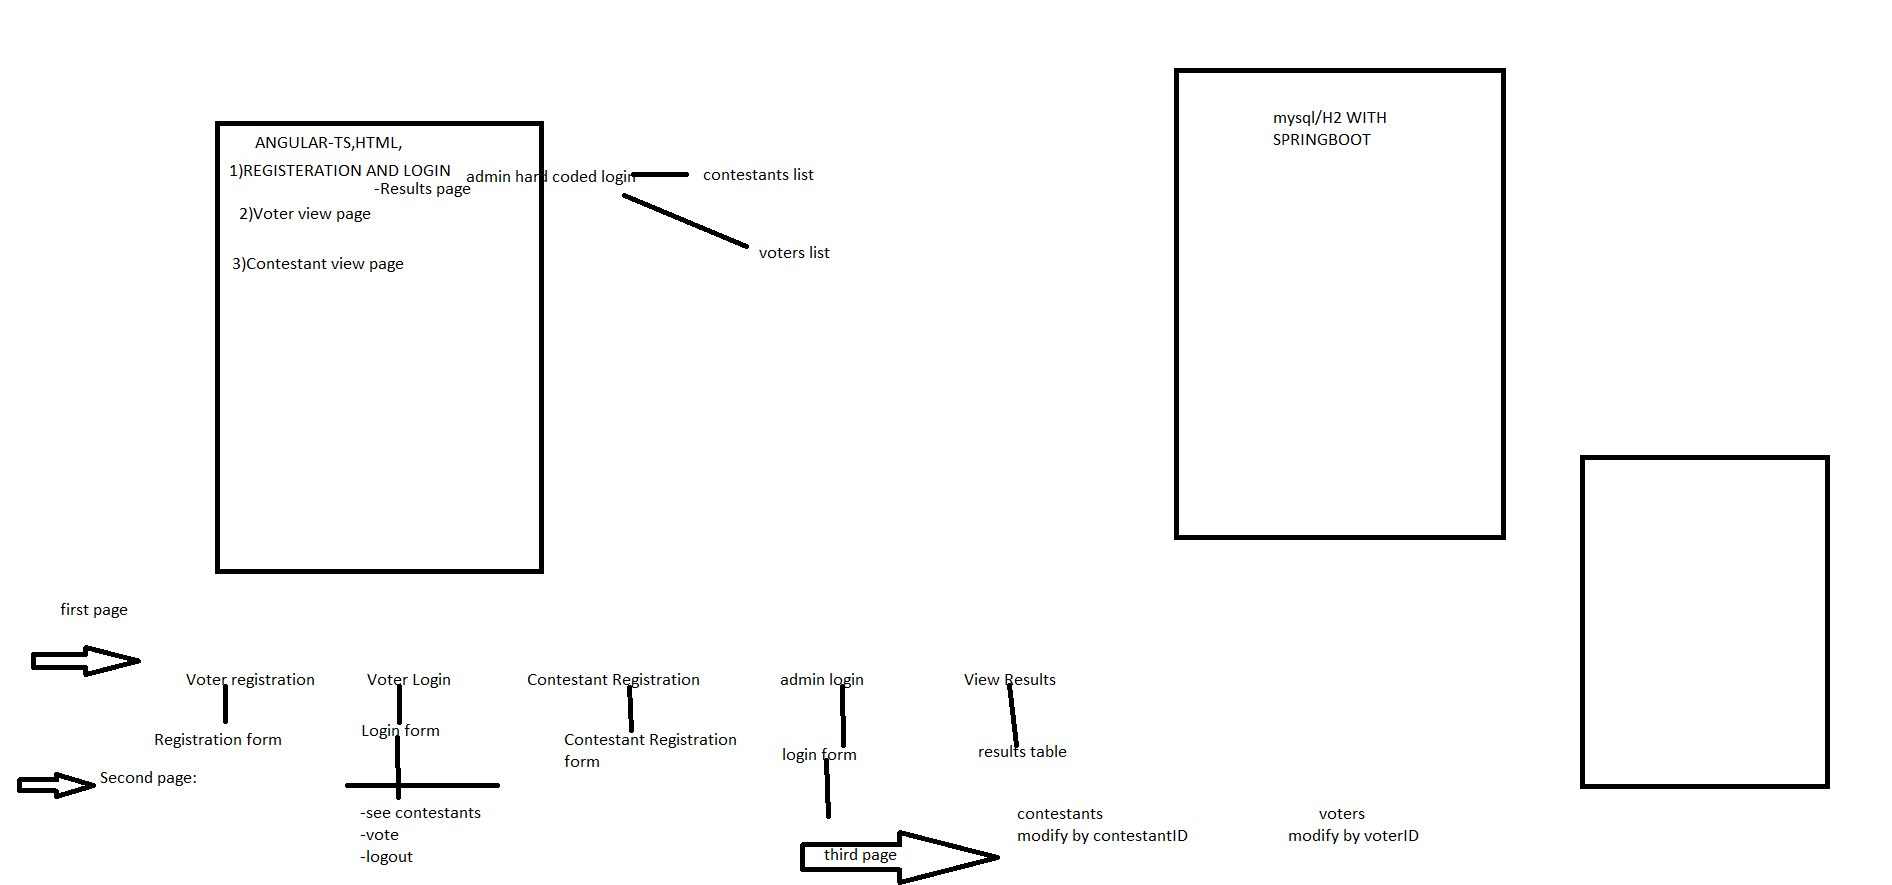 ANGULAR-TS,HTML,
1)REGISTERATION AND LOGIN
-Results page
admin hard coded login
contestants list
2)Voter view page
voters list
3)Contestant view page
mysql/H2 WITH
SPRINGBOOT
first page
Voter registration
Voter Login
Contestant Registration
admin login
View Results
Registration form
Login form
Contestant Registration
form
login form
results table
Second page:
-see contestants
-vote
-logout
third page
contestants
modify by contestantID
voters
modify by voterID